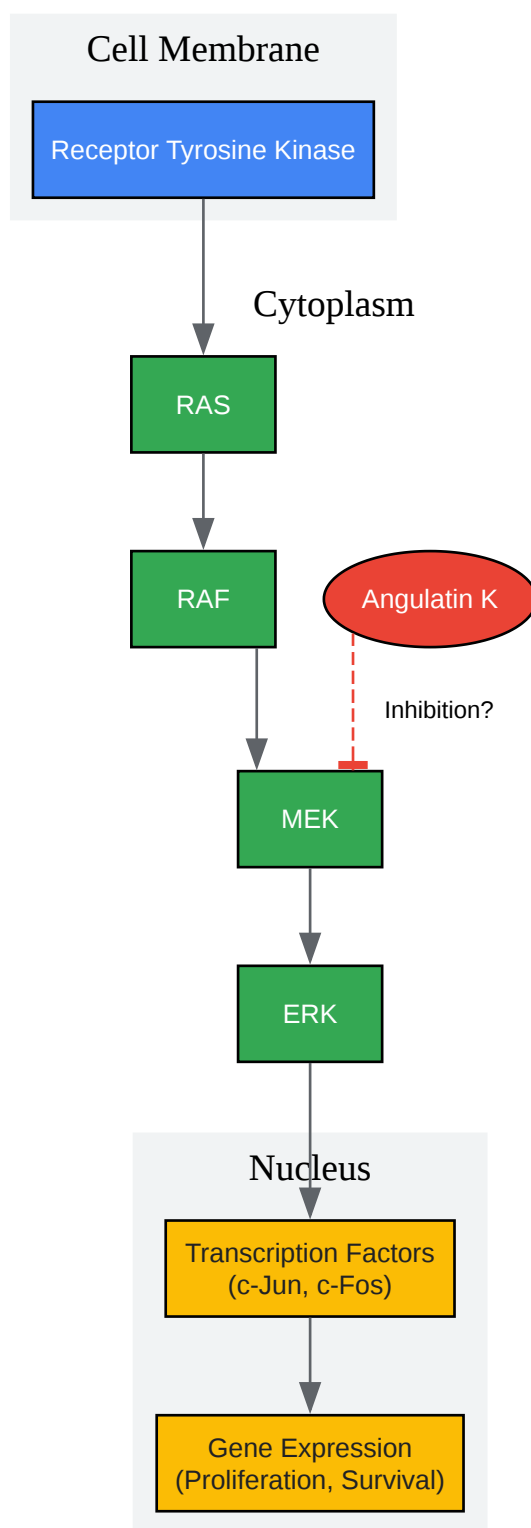 Cell Membrane
Receptor Tyrosine Kinase
Cytoplasm
RAS
RAF
Angulatin K
Inhibition?
MEK
ERK
Nucleus
Transcription Factors
(c-Jun, c-Fos)
Gene Expression
(Proliferation, Survival)